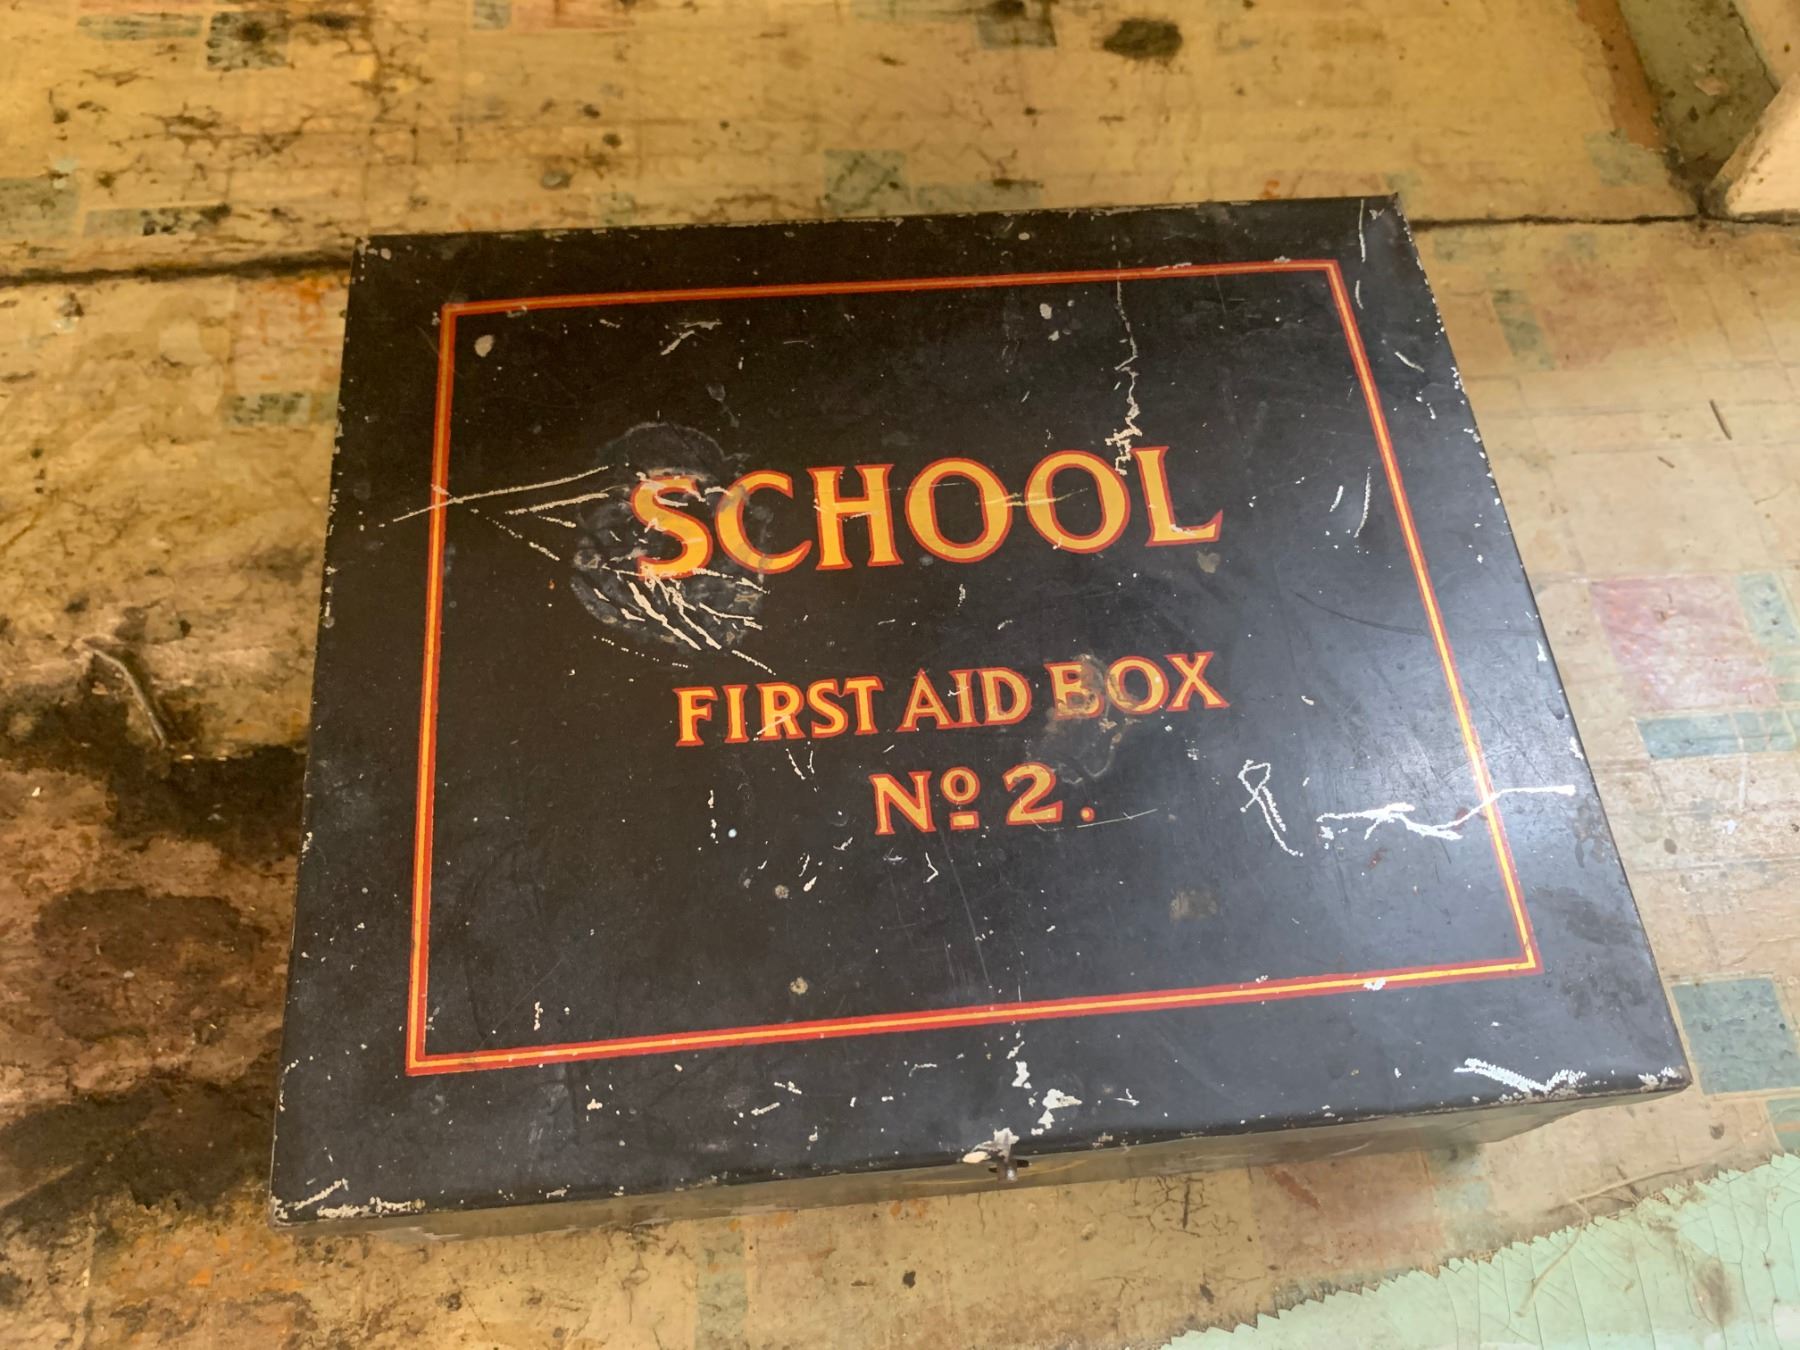 SCHOOL
FIRST AID BOX
Nº 2.